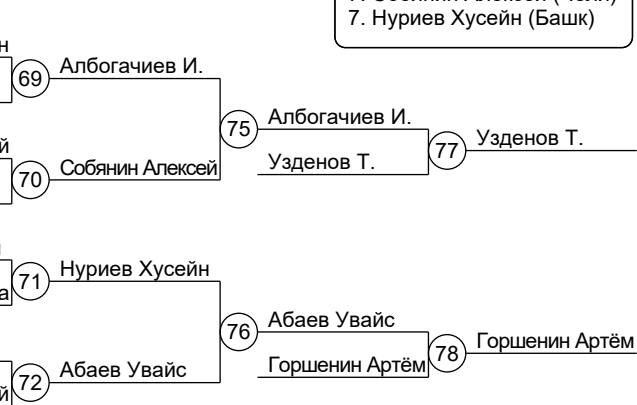 7. Нуриев Хусейн (Башк)
69
Албогачиев И.
75
Албогачиев И.
77
Узденов Т.
70
Собянин Алексей
Узденов Т.
71
Нуриев Хусейн
76
Абаев Увайс
78
Горшенин Артём
72
Абаев Увайс
Горшенин Артём